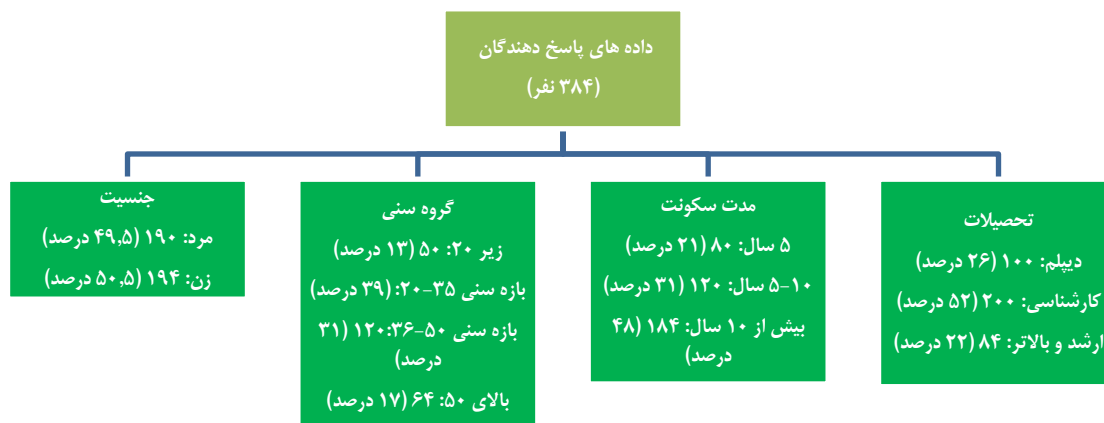 داده های پاسخ دهندگان
(۳۸۴ نفر)
جنسیت
مرد: ۱۹۰ (۴۹٫۵ درصد)
زن: ۱۹۴ (۵۰٫۵ درصد)
گروه سنی
زیر ۲۰: ۵۰ (۱۳ درصد)
بازه سنی ۳۵-۲۰: (۳۹ درصد)
بازه سنی ۵۰-۳۶: ۱۲۰ (۳۱
درصد)
بالای ۵۰: ۶۴ (۱۷ درصد)
مدت سکونت
۵ سال: ۸۰ (۲۱ درصد)
۱۰-۵ سال: ۱۲۰ (۳۱ درصد)
بیش از ۱۰ سال: ۱۸۴ (۴۸
درصد)
تحصیلات
دیپلم: ۱۰۰ (۲۶ درصد)
کارشناسی: ۲۰۰ (۵۲ درصد)
ارشد و بالاتر: ۸۴ (۲۲ درصد)